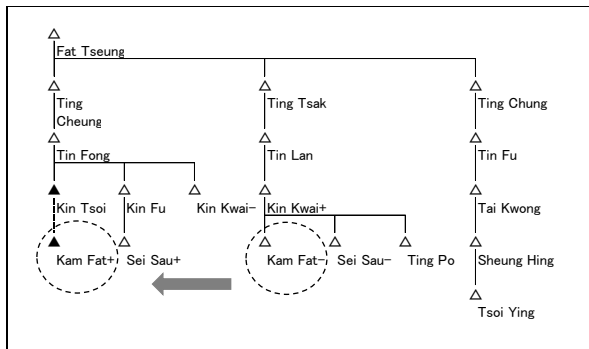 Fat Tseung
Ting Ting Tsak Ting Chung
Cheung
Tin Fong Tin Lan Tin Fu
Kin Tsoi Kin Fu Kin Kwai− Kin Kwai+ Tai Kwong
Kam Fat+ Sei Sau+ Kam Fat− Sei Sau− Ting Po Sheung Hing
Tsoi Ying